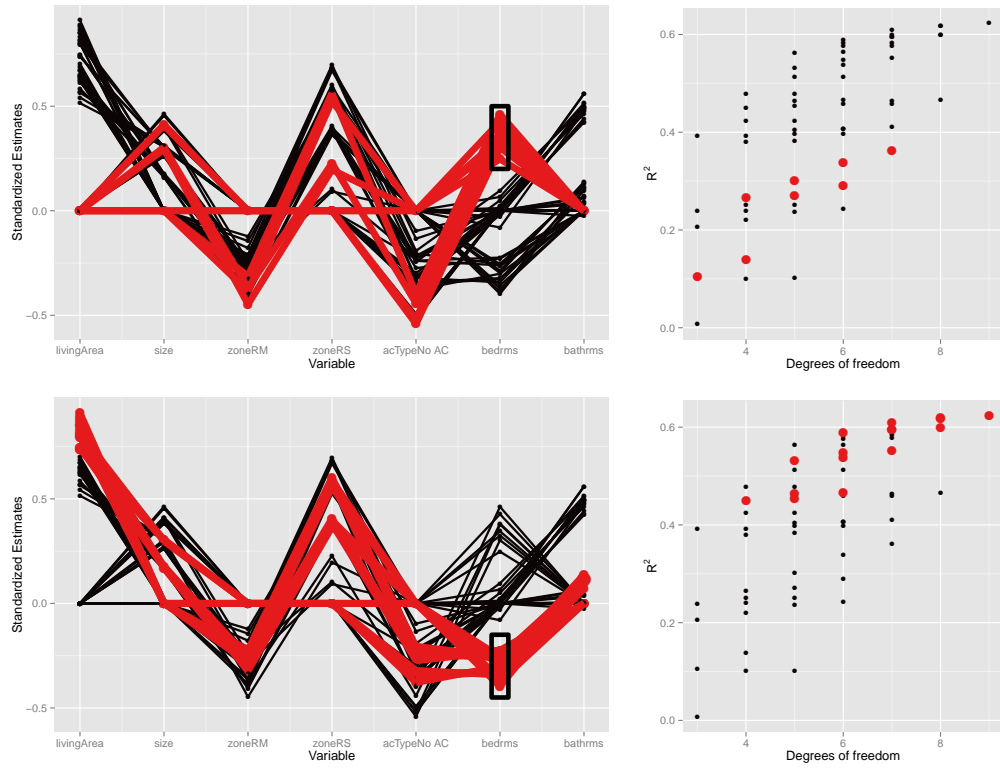 0.5
0.0
−0.5
Standardized Estimates
livingArea size zoneRM zoneRS acTypeNo AC bedrms bathrms
Variable
0.6
0.4
0.2
0.0
R²
4 6 8
Degrees of freedom
0.5
0.0
−0.5
Standardized Estimates
livingArea size zoneRM zoneRS acTypeNo AC bedrms bathrms
Variable
0.6
0.4
0.2
0.0
R²
4 6 8
Degrees of freedom